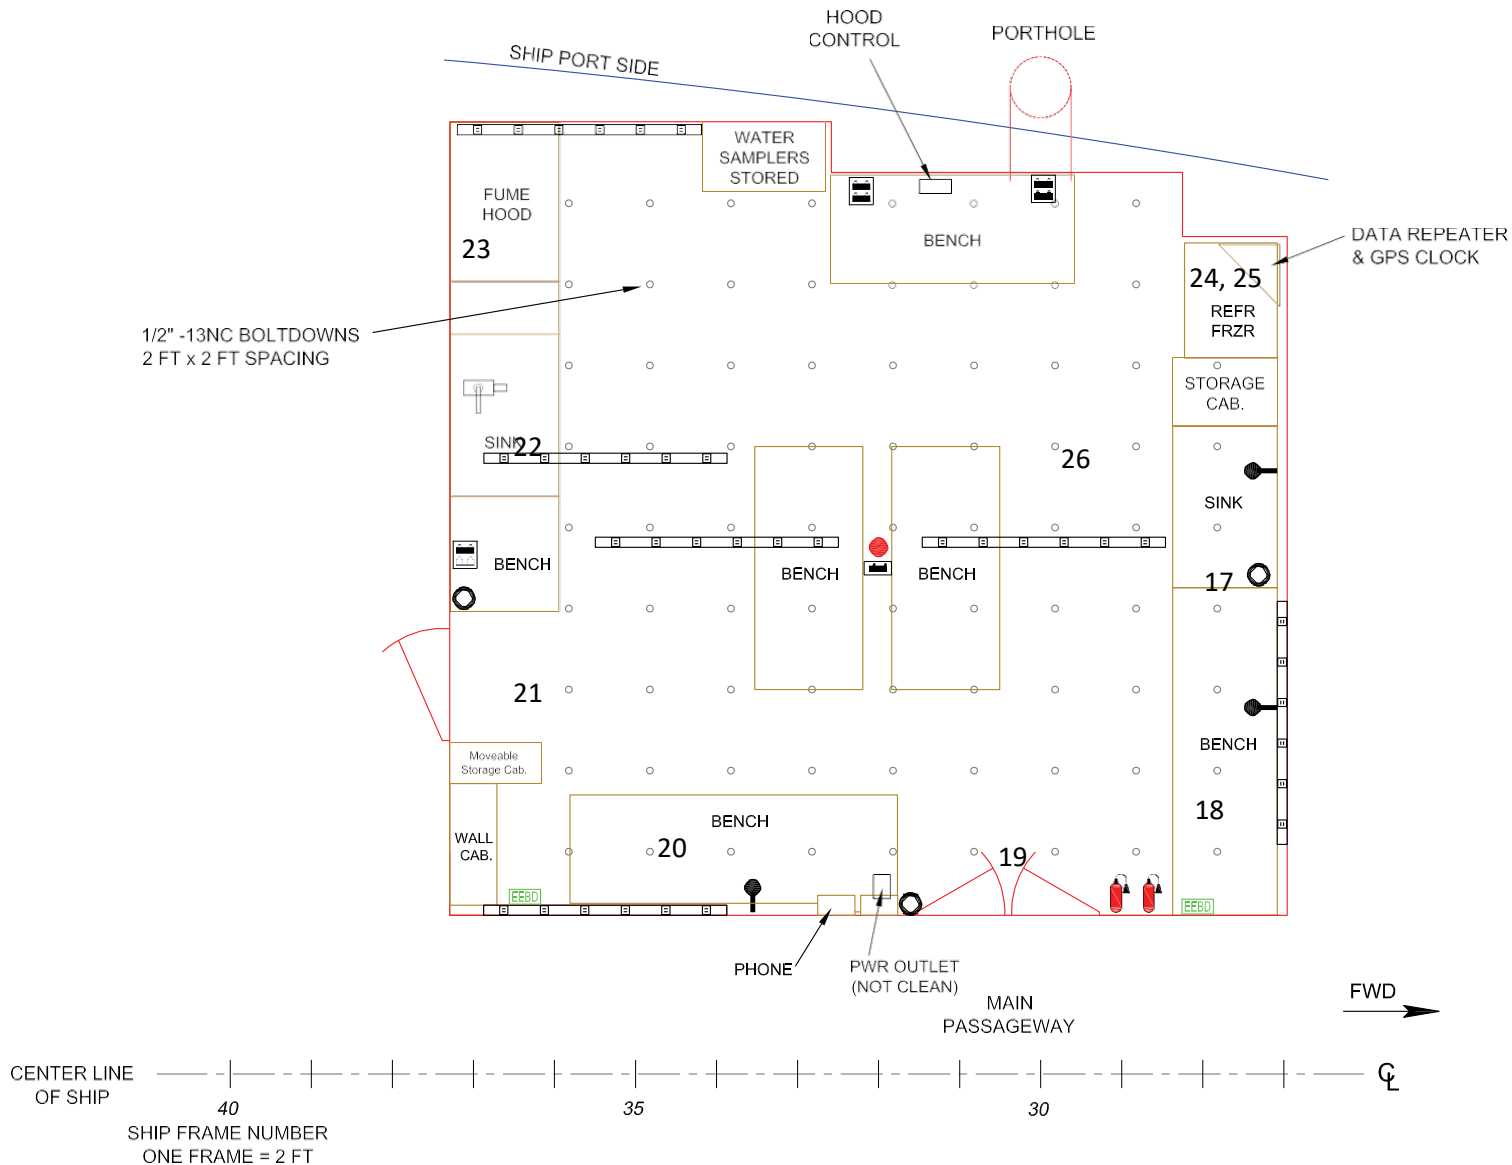 HOOD
CONTROL
PORTHOLE
SHIP PORT SIDE
WATER
SAMPLERS
STORED
FUME
HOOD
23
BENCH
DATA REPEATER
& GPS CLOCK
24, 25
REFR
FRZR
1/2" -13NC BOLTDOWNS
2 FT x 2 FT SPACING
STORAGE
CAB.
SINK
22
26
SINK
BENCH
BENCH
BENCH
17
21
BENCH
Moveable
Storage Cab.
18
BENCH
WALL
CAB.
20
19
EEBD
EEBD
PHONE
PWR OUTLET
(NOT CLEAN)
MAIN
PASSAGEWAY
FWD
CENTER LINE
OF SHIP
CL
40
35
30
SHIP FRAME NUMBER
ONE FRAME = 2 FT